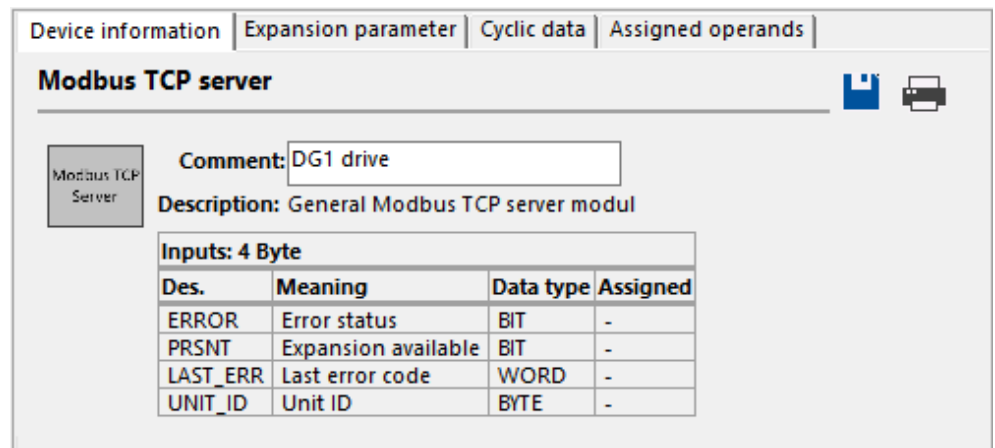 Device information Expansion parameter Cyclic data Assigned operands
Modbus TCP server
Modbus TCP
Server
Comment: DG1 drive
Description: General Modbus TCP server modul
Inputs: 4 Byte
Des. Meaning Data type Assigned
ERROR Error status BIT -
PRSNT Expansion available BIT -
LAST_ERR Last error code WORD -
UNIT_ID Unit ID BYTE -